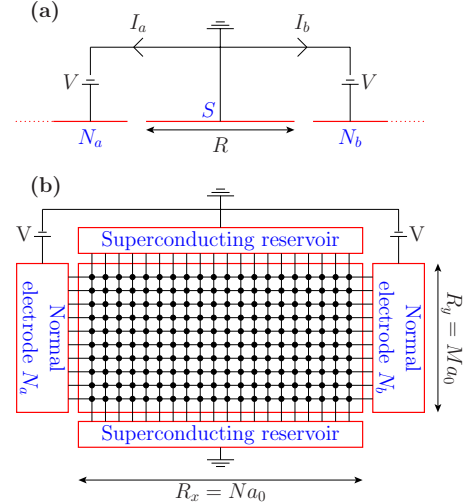 (a)
I_a
I_b
V
V
S
N_a
R
N_b
(b)
V
V
Superconducting reservoir
Normal
electrode N_a
Normal
electrode N_b
R_y = Ma_0
Superconducting reservoir
R_x = Na_0